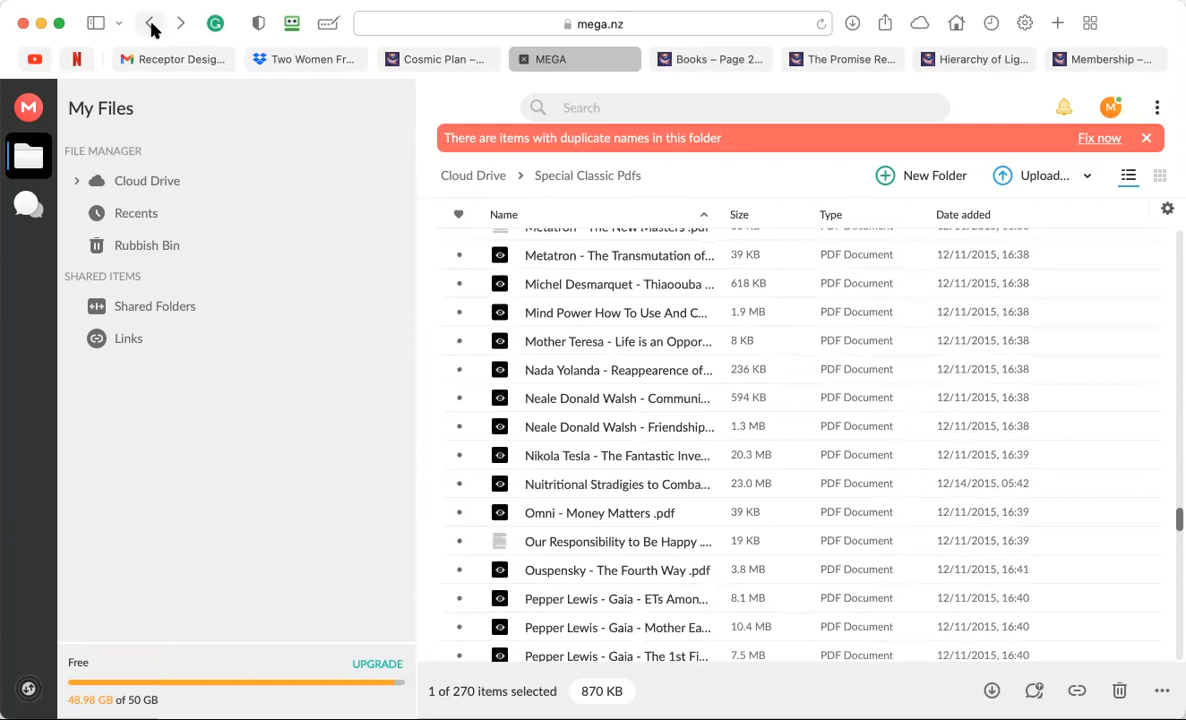 mega.nz
Receptor Desig...
Two Women Fr...
Cosmic Plan –...
MEGA
Books – Page 2...
The Promise Re...
Hierarchy of Lig...
Membership –...
My Files
Search
There are items with duplicate names in this folder
Fix now
FILE MANAGER
Cloud Drive
Recents
Rubbish Bin
SHARED ITEMS
Shared Folders
Links
Cloud Drive > Special Classic Pdfs
New Folder
Upload...
Name Size Type Date added
Metatron - The New Masters .pdf
Metatron - The Transmutation of... 39 KB PDF Document 12/11/2015, 16:38
Michel Desmarquet - Thiaoouba ... 618 KB PDF Document 12/11/2015, 16:38
Mind Power How To Use And C... 1.9 MB PDF Document 12/11/2015, 16:38
Mother Teresa - Life is an Oppor... 8 KB PDF Document 12/11/2015, 16:38
Nada Yolanda - Reappearence of... 236 KB PDF Document 12/11/2015, 16:38
Neale Donald Walsh - Communi... 594 KB PDF Document 12/11/2015, 16:38
Neale Donald Walsh - Friendship... 1.3 MB PDF Document 12/11/2015, 16:38
Nikola Tesla - The Fantastic Inve... 20.3 MB PDF Document 12/11/2015, 16:39
Nuitritional Stradigies to Comba... 23.0 MB PDF Document 12/14/2015, 05:42
Omni - Money Matters .pdf 39 KB PDF Document 12/11/2015, 16:39
Our Responsibility to Be Happy .... 19 KB PDF Document 12/11/2015, 16:39
Ouspensky - The Fourth Way .pdf 3.8 MB PDF Document 12/11/2015, 16:41
Pepper Lewis - Gaia - ETs Amon... 8.1 MB PDF Document 12/11/2015, 16:40
Pepper Lewis - Gaia - Mother Ea... 10.4 MB PDF Document 12/11/2015, 16:40
Pepper Lewis - Gaia - The 1st Fi... 7.5 MB PDF Document 12/11/2015, 16:40
Free
UPGRADE
48.98 GB of 50 GB
1 of 270 items selected
870 KB